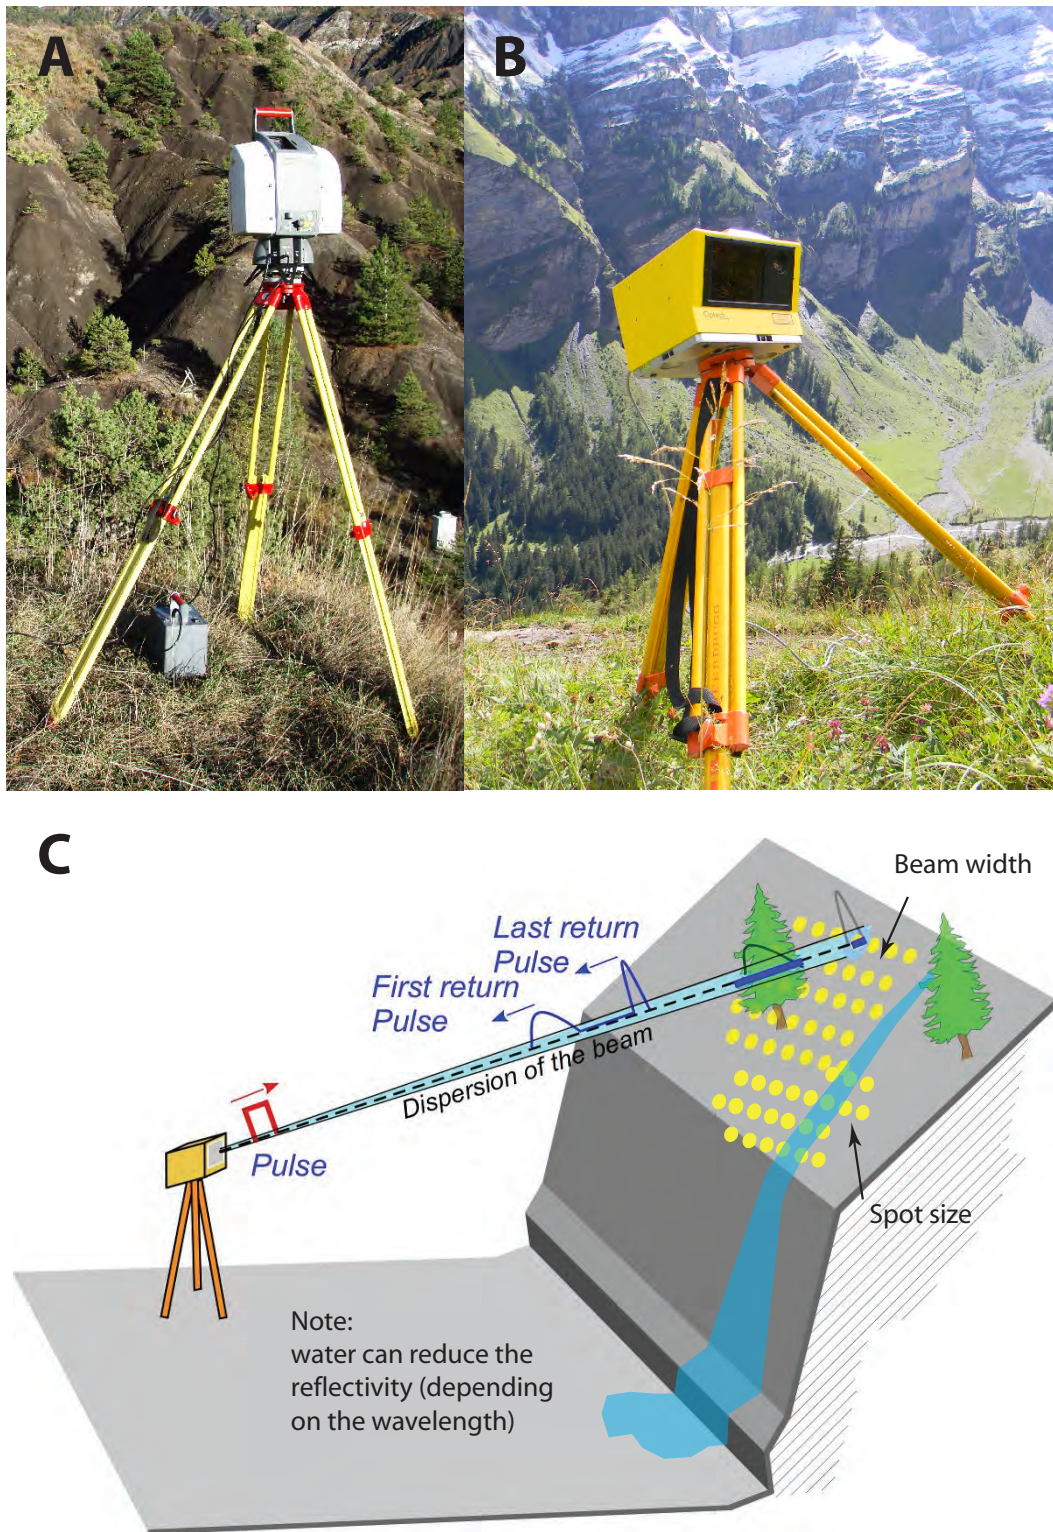 A
B
Optech
C
Beam width
Last return
Pulse
First return
Pulse
Dispersion of the beam
Pulse
Spot size
Note:
water can reduce the
reflectivity (depending
on the wavelength)